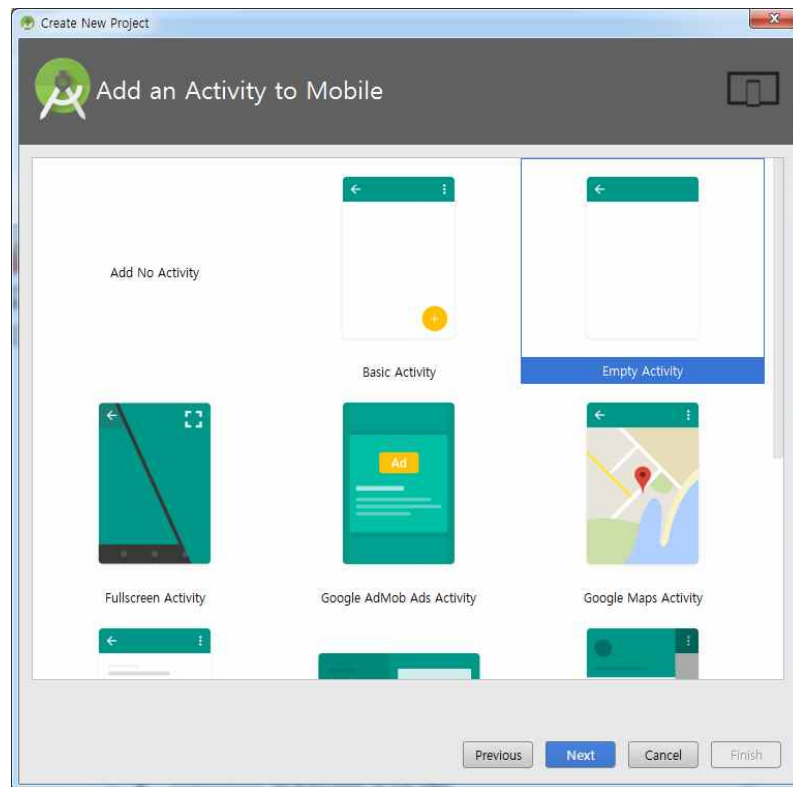 Create New Project
Add an Activity to Mobile
Add No Activity
Basic Activity
Empty Activity
Ad
Fullscreen Activity
Google AdMob Ads Activity
Google Maps Activity
Previous
Next
Cancel
Finish